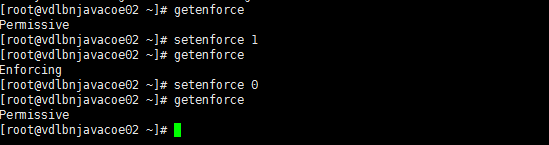 [root@vdlbnjavacoe02 ~]# getenforce
Permissive
[root@vdlbnjavacoe02 ~]# setenforce 1
[root@vdlbnjavacoe02 ~]# getenforce
Enforcing
[root@vdlbnjavacoe02 ~]# setenforce 0
[root@vdlbnjavacoe02 ~]# getenforce
Permissive
[root@vdlbnjavacoe02 ~]#